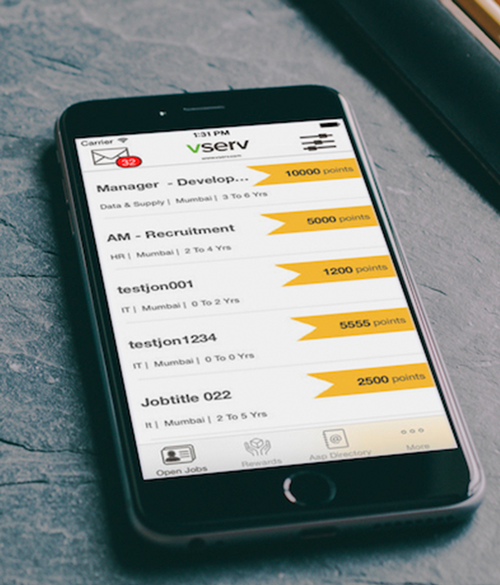 Carrier
1:31 PM
32
vserv
Manager - Develop...
10000 points
Data & Supply | Mumbai | 3 To 6 Yrs
AM - Recruitment
5000 points
HR | Mumbai | 2 To 4 Yrs
testjon001
1200 points
IT | Mumbai | 0 To 2 Yrs
testjon1234
5555 points
IT | Mumbai | 0 To 0 Yrs
Jobtitle 022
2500 points
It | Mumbai | 2 To 5 Yrs
Open Jobs
Rewards
Aap Directory
More